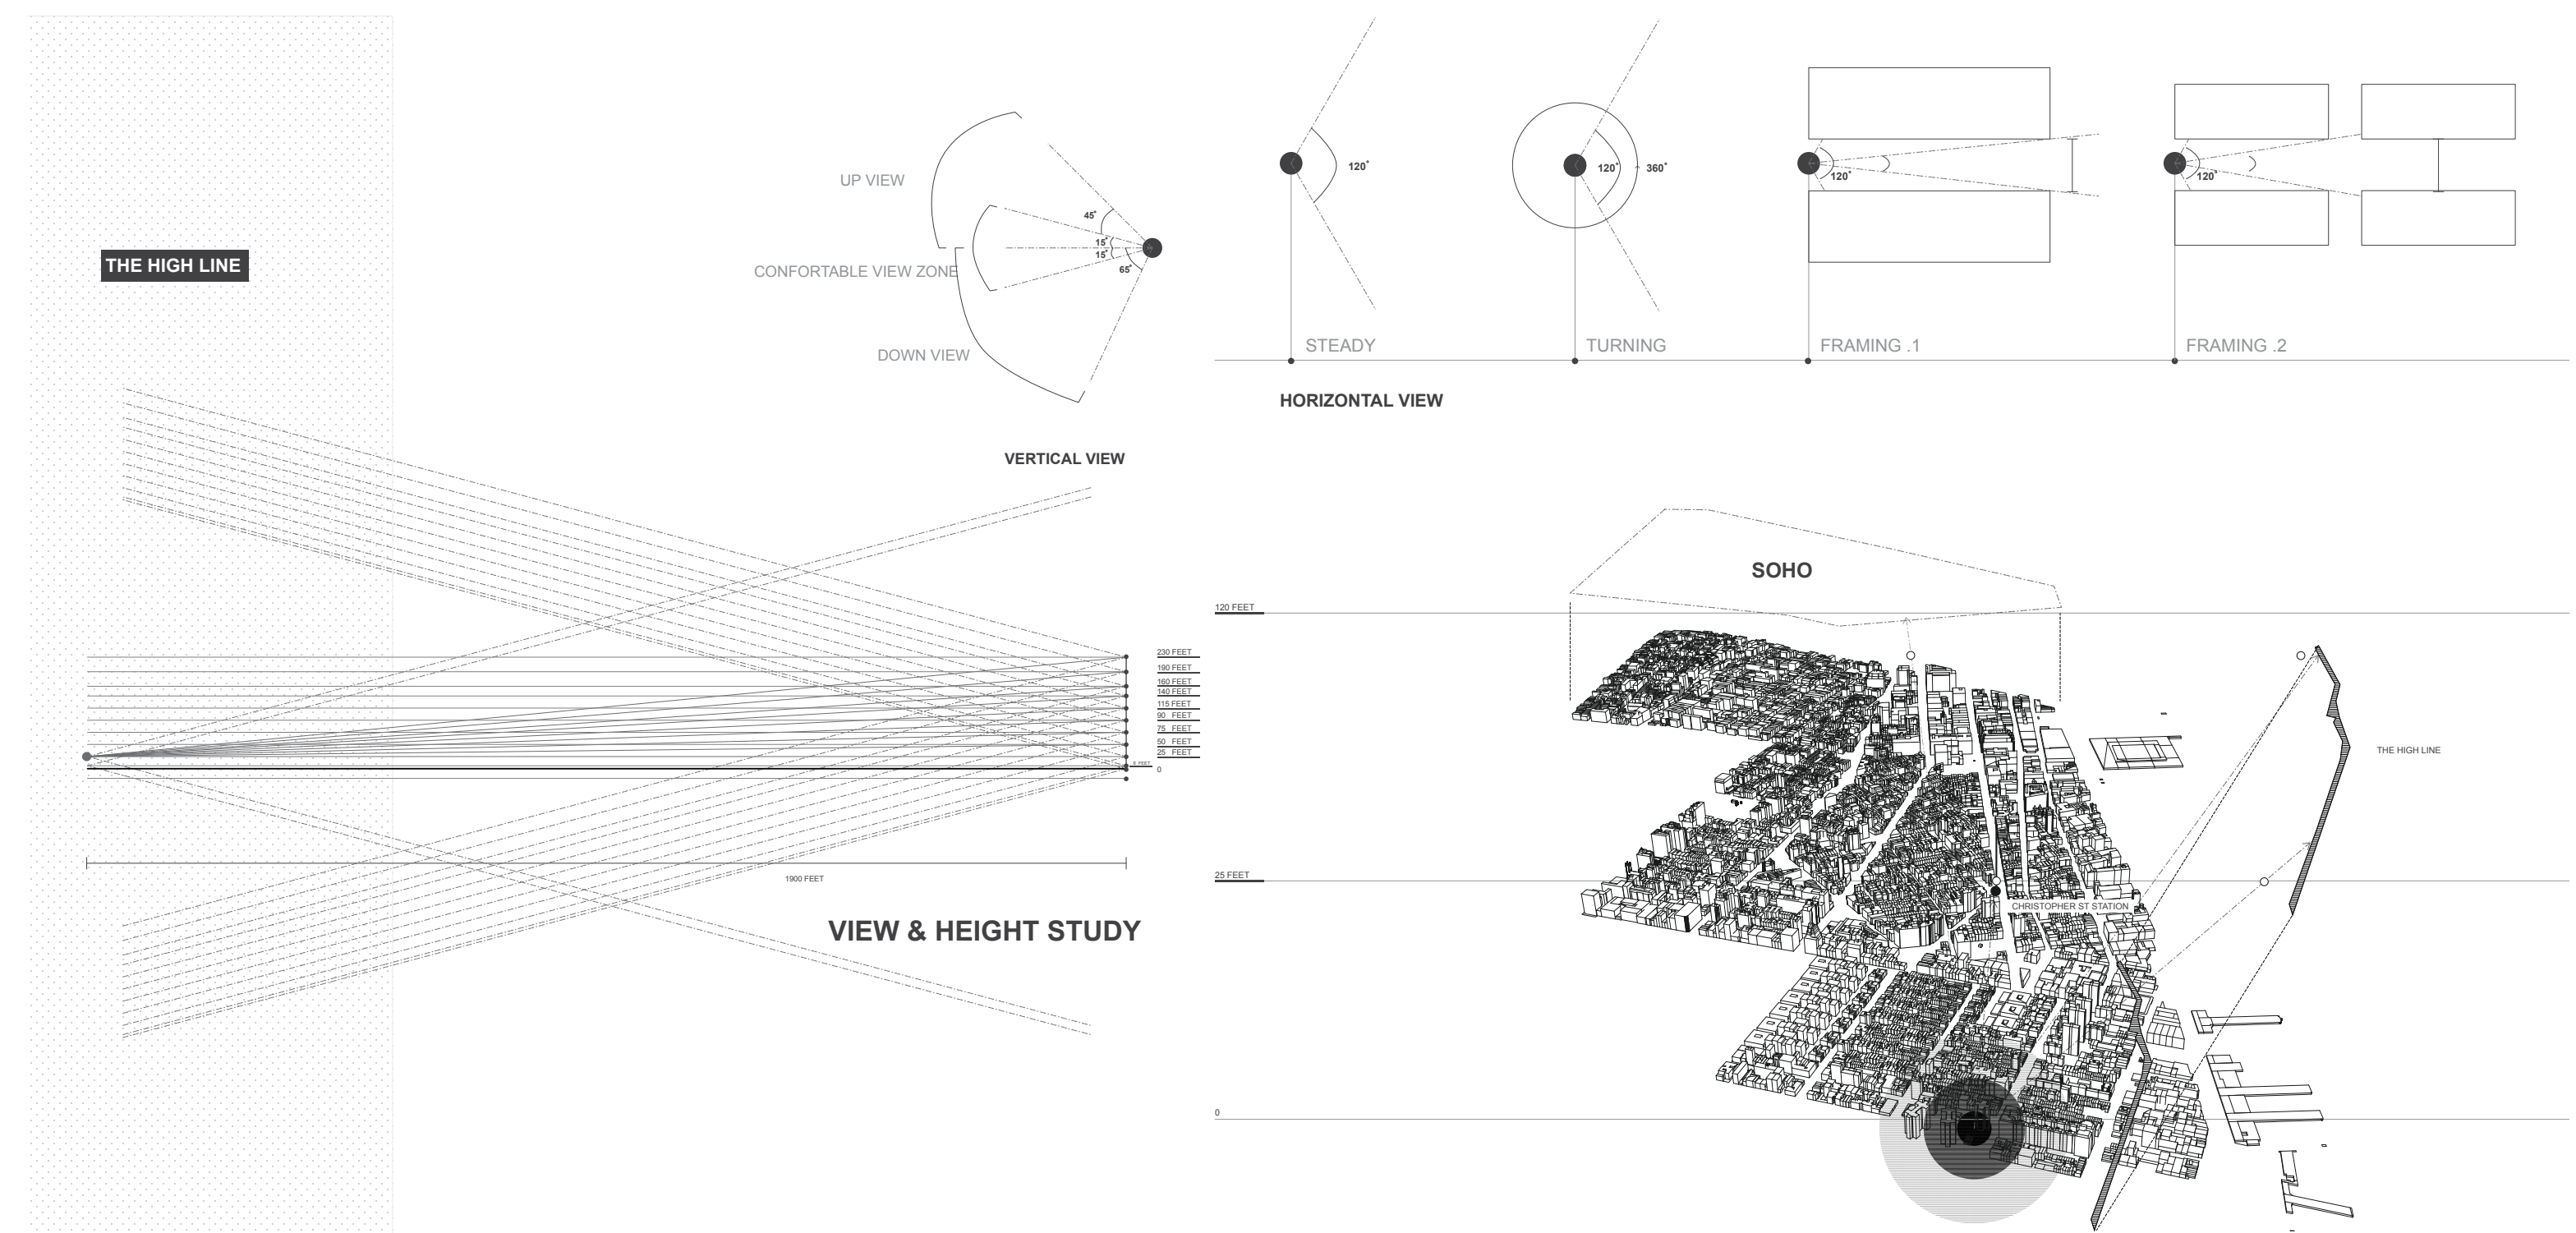 THE HIGH LINE
UP VIEW
CONFORTABLE VIEW ZONE
DOWN VIEW
45°
15°
15°
65°
VERTICAL VIEW
120°
120°
360°
120°
120°
STEADY
TURNING
FRAMING .1
FRAMING .2
HORIZONTAL VIEW
230 FEET
190 FEET
160 FEET
140 FEET
115 FEET
90 FEET
75 FEET
50 FEET
25 FEET
6 FEET
0
1900 FEET
VIEW & HEIGHT STUDY
SOHO
120 FEET
THE HIGH LINE
25 FEET
CHRISTOPHER ST STATION
0